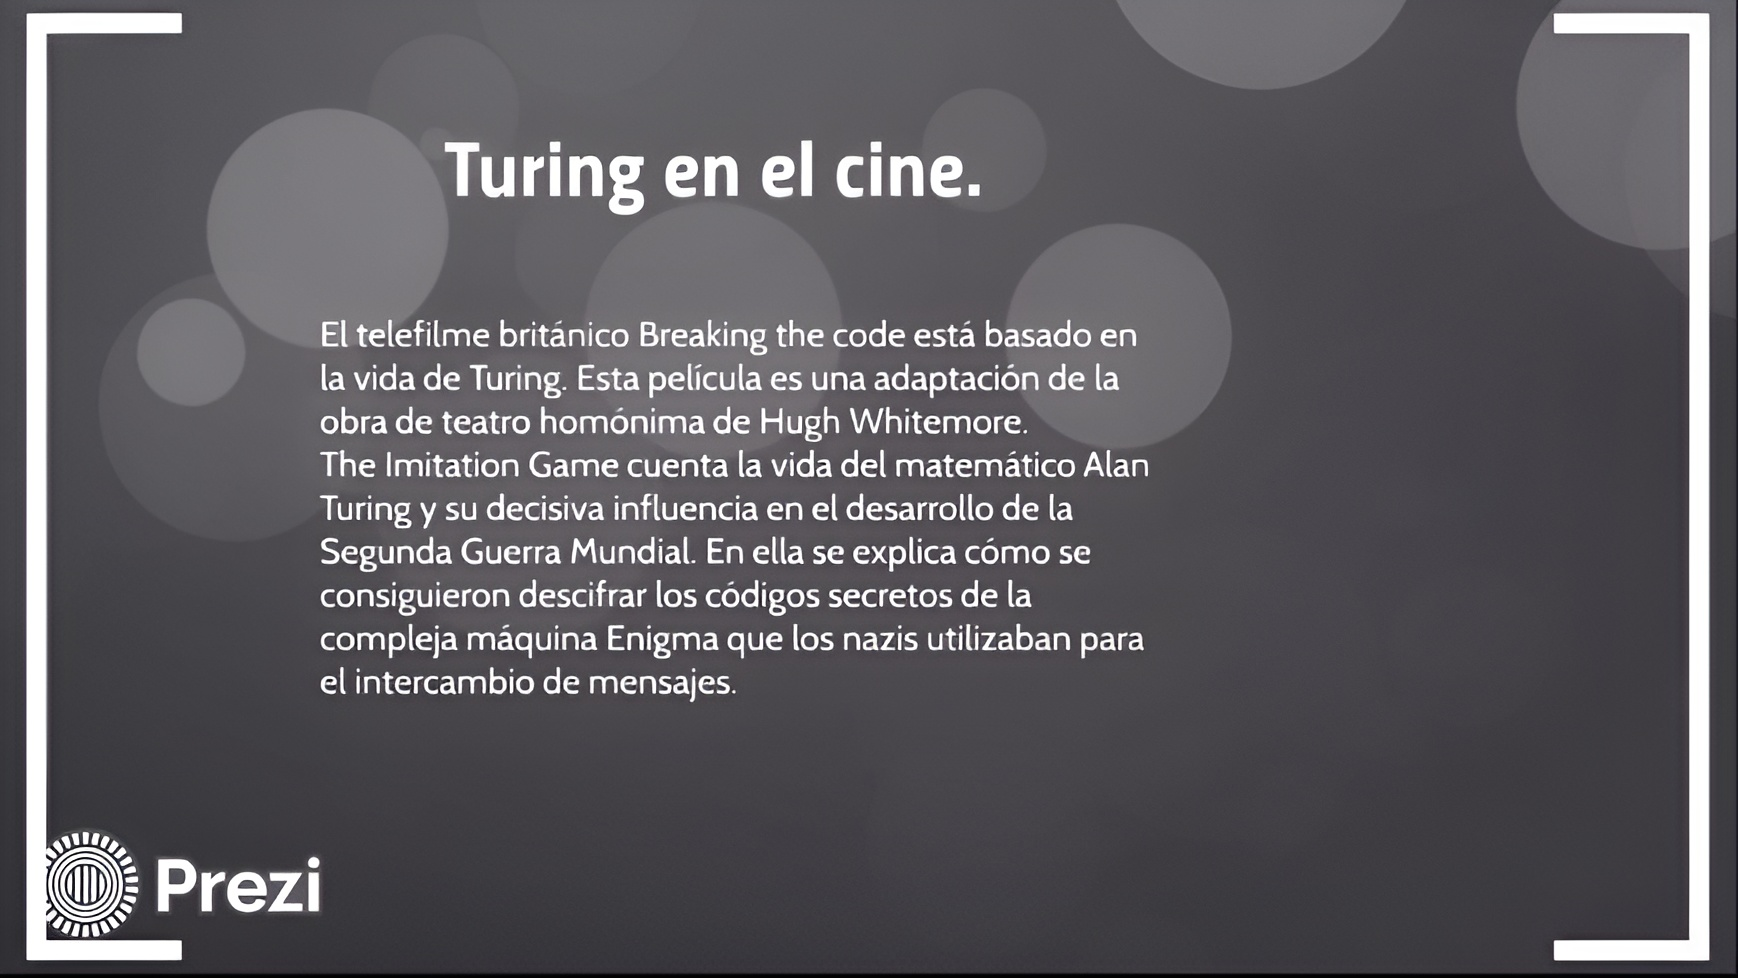 Turing en el cine.
El telefilme británico Breaking the code está basado en
la vida de Turing. Esta película es una adaptación de la
obra de teatro homónima de Hugh Whitemore.
The Imitation Game cuenta la vida del matemático Alan
Turing y su decisiva influencia en el desarrollo de la
Segunda Guerra Mundial. En ella se explica cómo se
consiguieron descifrar los códigos secretos de la
compleja máquina Enigma que los nazis utilizaban para
el intercambio de mensajes.
Prezi